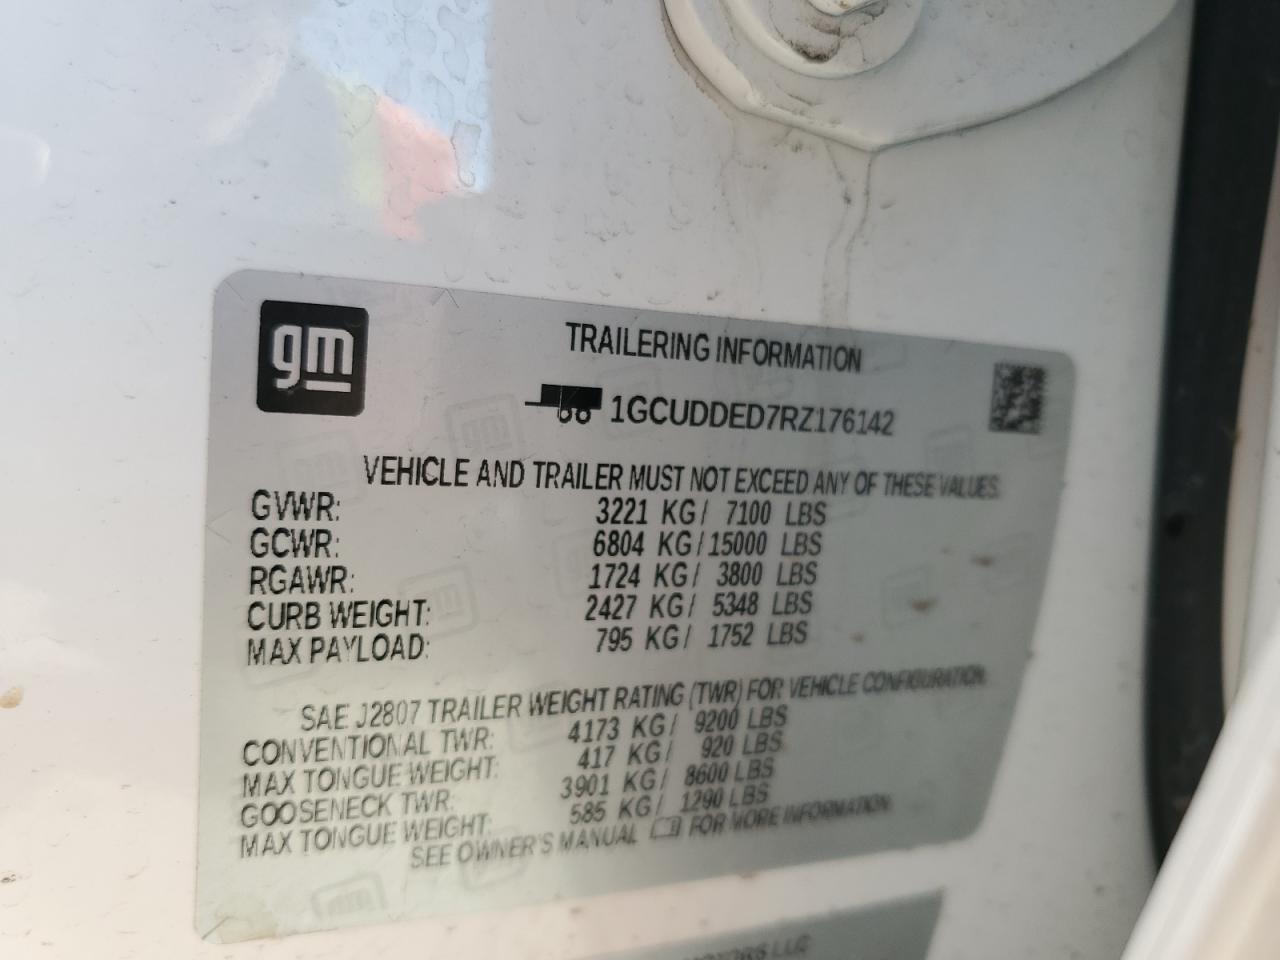 gm
TRAILERING INFORMATION
1GCUDDED7RZ176142
VEHICLE AND TRAILER MUST NOT EXCEED ANY OF THESE VALUES.
GVWR: 3221 KG/ 7100 LBS
GCWR: 6804 KG/15000 LBS
RGAWR: 1724 KG/ 3800 LBS
CURB WEIGHT: 2427 KG/ 5348 LBS
MAX PAYLOAD: 795 KG/ 1752 LBS
SAE J2807 TRAILER WEIGHT RATING (TWR) FOR VEHICLE CONFIGURATION.
CONVENTIONAL TWR: 4173 KG/ 9200 LBS
MAX TONGUE WEIGHT: 417 KG/ 920 LBS
GOOSENECK TWR: 3901 KG/ 8600 LBS
MAX TONGUE WEIGHT: 585 KG/ 1290 LBS
SEE OWNER'S MANUAL FOR MORE INFORMATION.
LLC